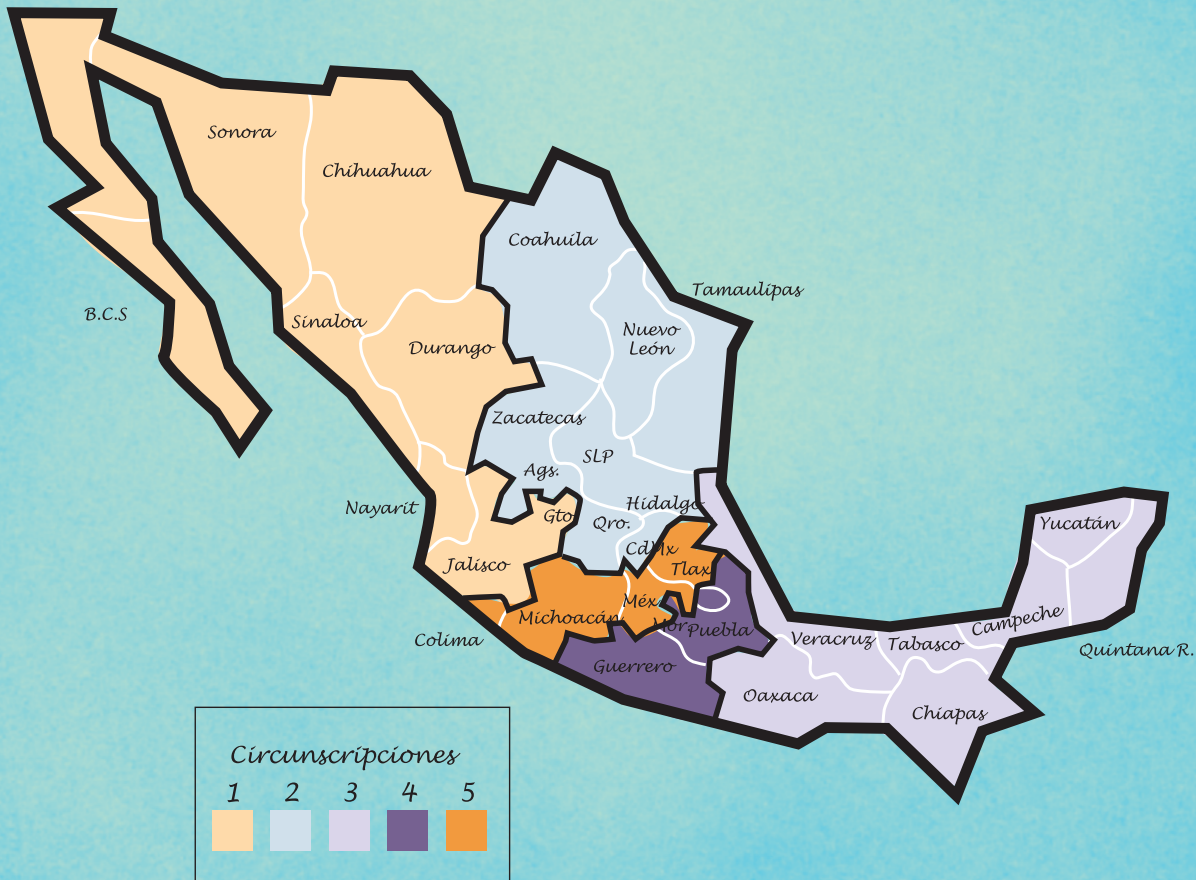 Sonora
Chihuahua
Coahuila
Tamaulipas
B.C.S
Sinaloa
Nuevo
León
Durango
Zacatecas
SLP
Ags.
Nayarit
Gto.
Hidalgo
Qro.
Yucatán
CdMx
Jalisco
Tlax
Méx
Michoacán
Mor
Puebla
Colima
Veracruz
Tabasco
Campeche
Quintana R.
Guerrero
Oaxaca
Chiapas
Circunscripciones
1 2 3 4 5